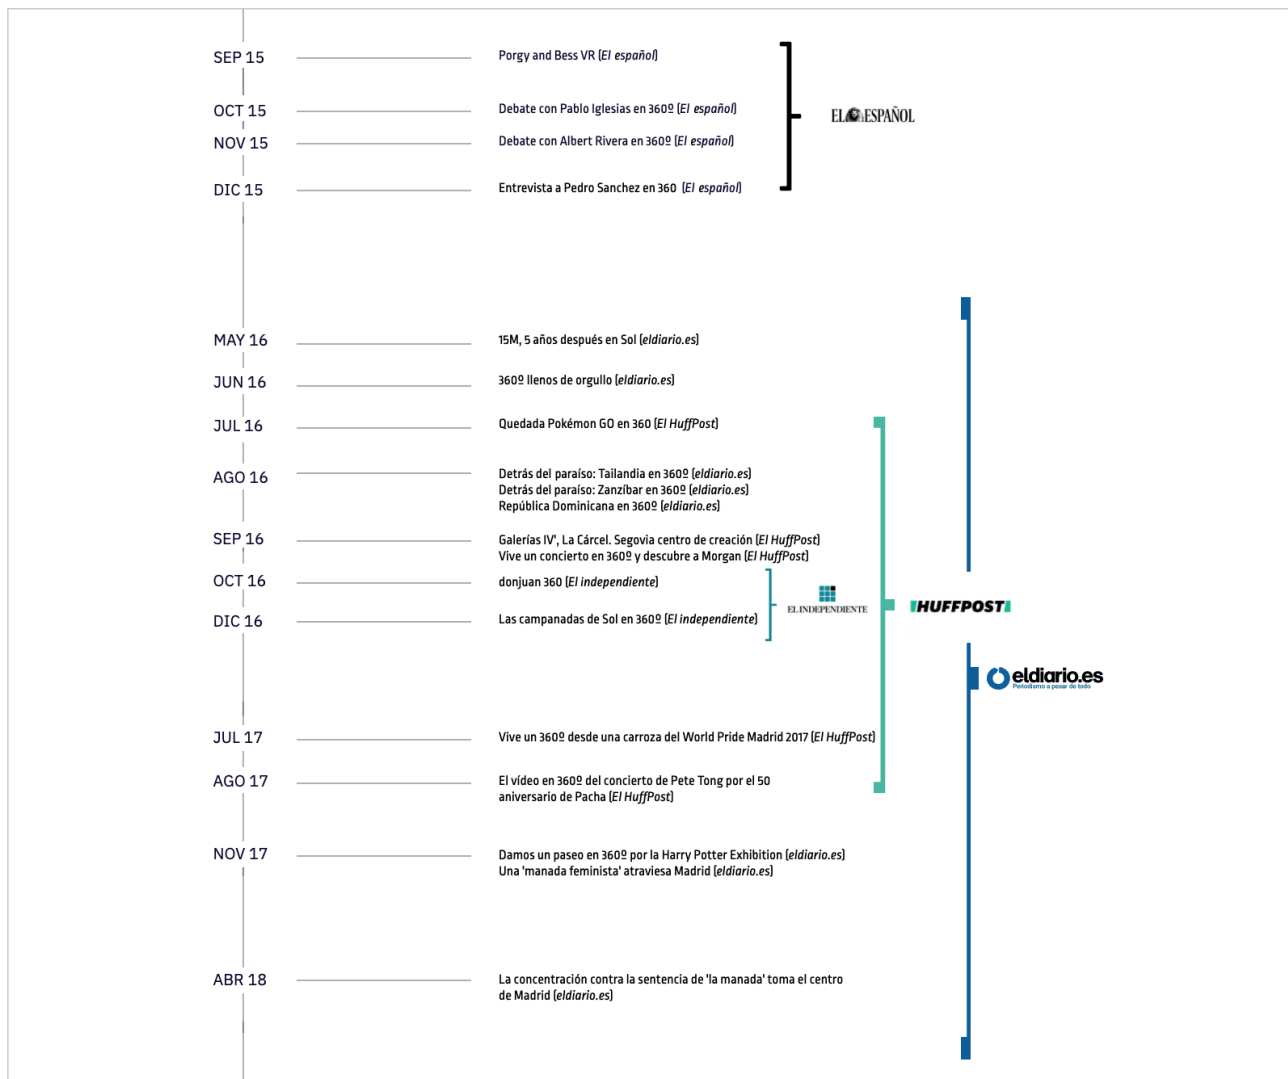 SEP 15
Porgy and Bess VR (El español)
OCT 15
Debate con Pablo Iglesias en 360º (El español)
NOV 15
Debate con Albert Rivera en 360º (El español)
DIC 15
Entrevista a Pedro Sanchez en 360 (El español)
EL ESPAÑOL
MAY 16
15M, 5 años después en Sol (eldiario.es)
JUN 16
360º llenos de orgullo (eldiario.es)
JUL 16
Quedada Pokémon GO en 360 (El HuffPost)
AGO 16
Detrás del paraíso: Tailandia en 360º (eldiario.es)
Detrás del paraíso: Zanzíbar en 360º (eldiario.es)
República Dominicana en 360º (eldiario.es)
SEP 16
Galerías IV', La Cárcel. Segovia centro de creación (El HuffPost)
Vive un concierto en 360º y descubre a Morgan (El HuffPost)
OCT 16
donjuan 360 (El independiente)
DIC 16
Las campanadas de Sol en 360º (El independiente)
EL INDEPENDIENTE
HUFFPOST
eldiario.es
Periodismo a pesar de todo
JUL 17
Vive un 360º desde una carroza del World Pride Madrid 2017 (El HuffPost)
AGO 17
El vídeo en 360º del concierto de Pete Tong por el 50
aniversario de Pacha (El HuffPost)
NOV 17
Damos un paseo en 360º por la Harry Potter Exhibition (eldiario.es)
Una 'manada feminista' atraviesa Madrid (eldiario.es)
ABR 18
La concentración contra la sentencia de 'la manada' toma el centro
de Madrid (eldiario.es)